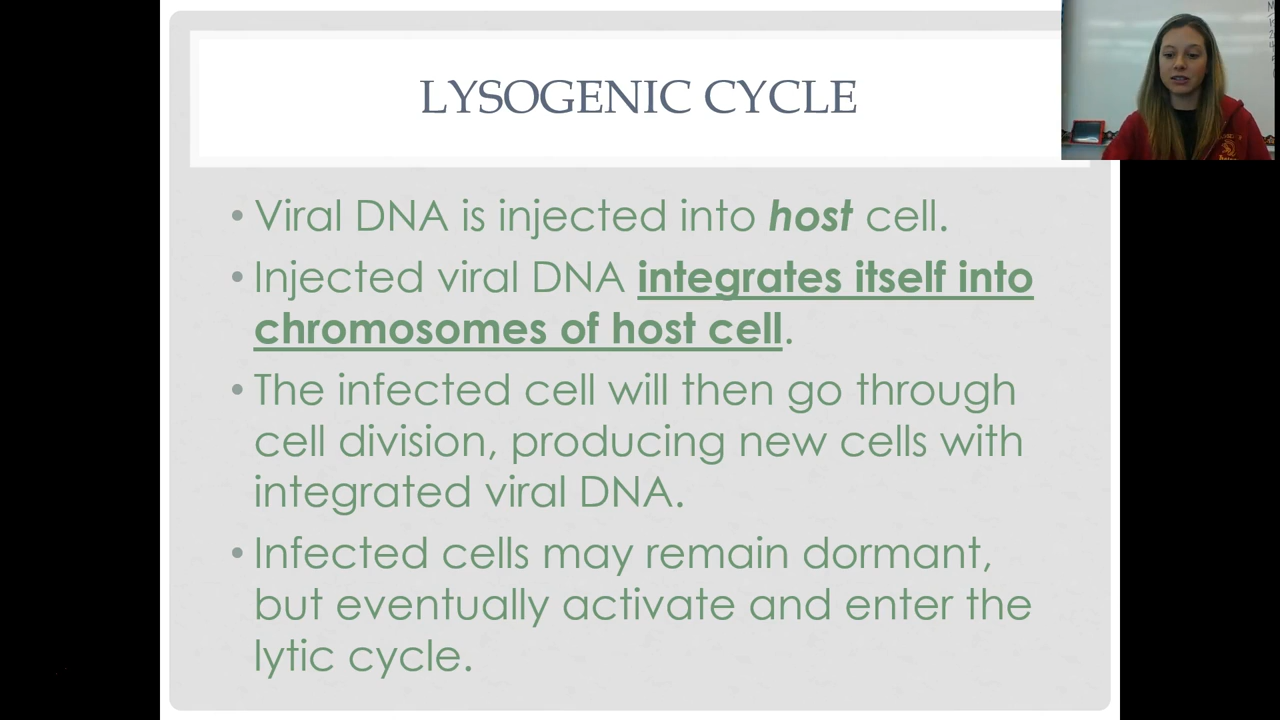 LYSOGENIC CYCLE
• Viral DNA is injected into host cell.
• Injected viral DNA integrates itself into
chromosomes of host cell.
• The infected cell will then go through
cell division, producing new cells with
integrated viral DNA.
• Infected cells may remain dormant,
but eventually activate and enter the
lytic cycle.